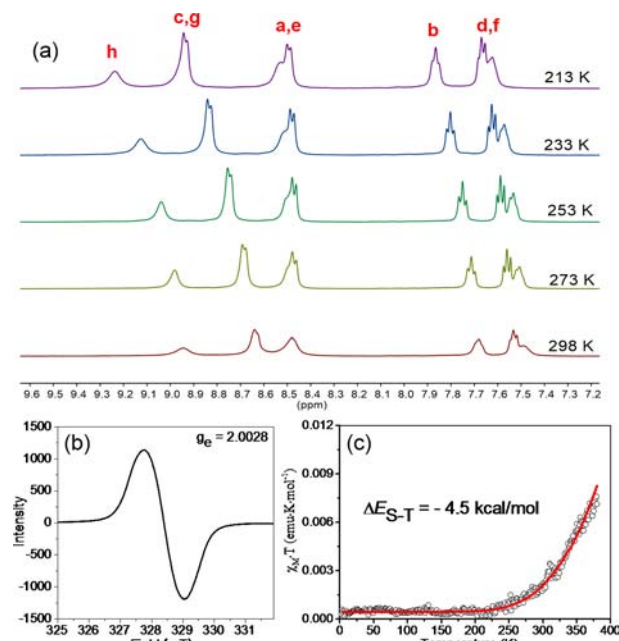 (a)
h
c,g
a,e
b
d,f
213 K
233 K
253 K
273 K
298 K
9.6 9.5 9.4 9.3 9.2 9.1 9.0 8.9 8.8 8.7 8.6 8.5 8.4 8.3 8.2 8.1 8.0 7.9 7.8 7.7 7.6 7.5 7.4 7.3 7.2
(ppm)
(b)
gₑ = 2.0028
1500
1000
500
0
-500
-1000
-1500
Intensity
325 327 328 329 330 331
(c)
ΔE_S-T = - 4.5 kcal/mol
0.012
0.009
0.006
0.003
0.000
χ_M·T (emu·K·mol⁻¹)
0 50 100 150 200 250 300 350 400